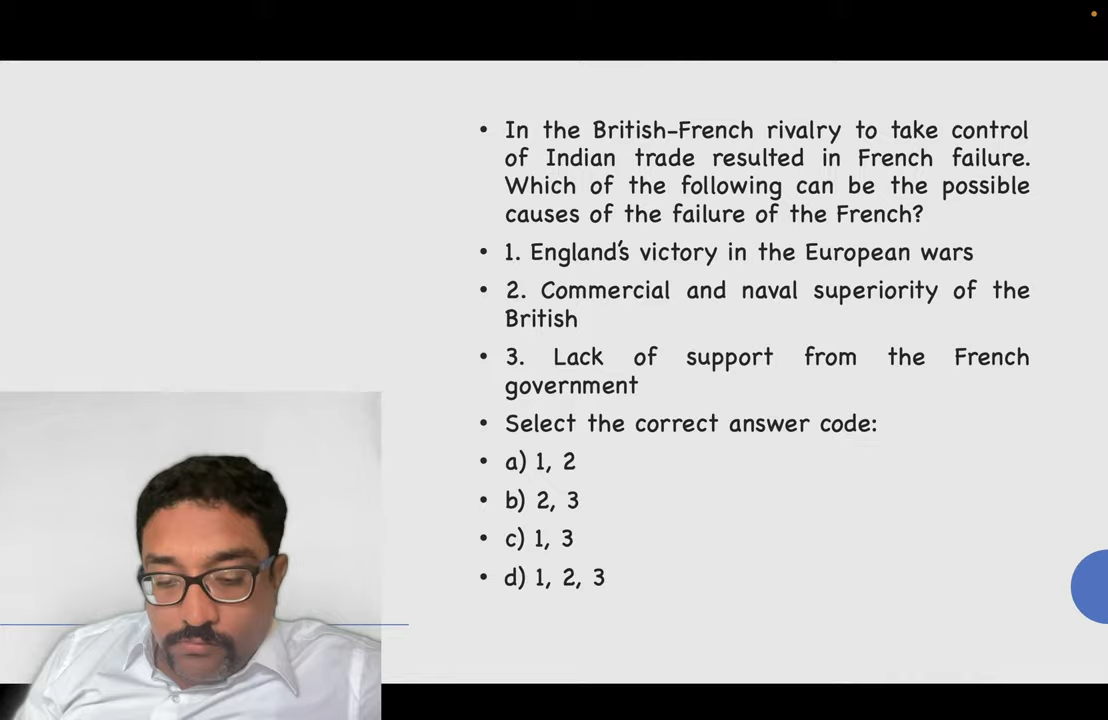 • In the British-French rivalry to take control
of Indian trade resulted in French failure.
Which of the following can be the possible
causes of the failure of the French?
• 1. England's victory in the European wars
• 2. Commercial and naval superiority of the
British
• 3. Lack of support from the French
government
• Select the correct answer code:
• a) 1, 2
• b) 2, 3
• c) 1, 3
• d) 1, 2, 3